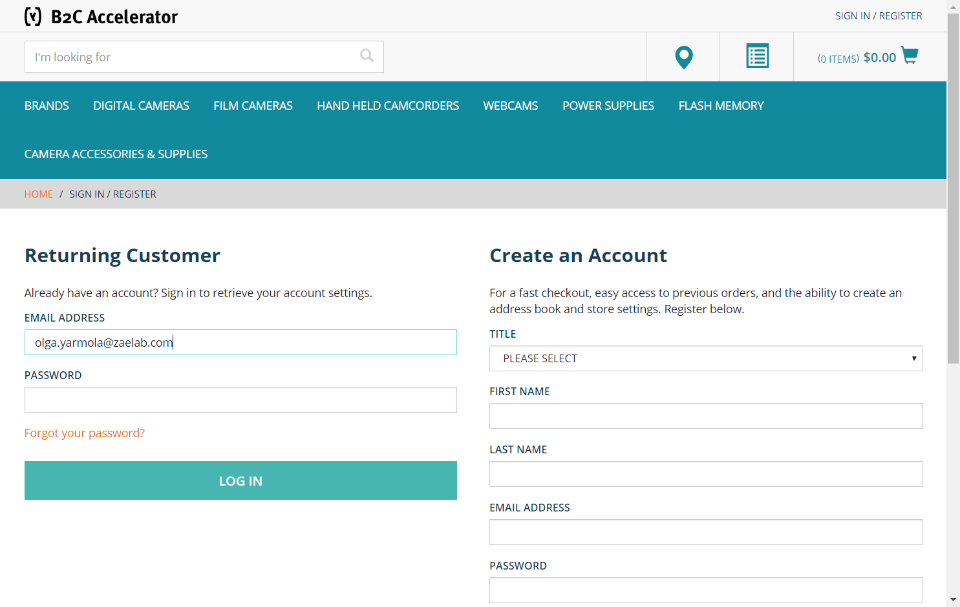 B2C Accelerator
SIGN IN / REGISTER
I'm looking for
(0 ITEMS) $0.00
BRANDS DIGITAL CAMERAS FILM CAMERAS HAND HELD CAMCORDERS WEBCAMS POWER SUPPLIES FLASH MEMORY
CAMERA ACCESSORIES & SUPPLIES
HOME / SIGN IN / REGISTER
Returning Customer
Already have an account? Sign in to retrieve your account settings.
EMAIL ADDRESS
olga.yarmola@zaelab.com
PASSWORD
Forgot your password?
LOG IN
Create an Account
For a fast checkout, easy access to previous orders, and the ability to create an
address book and store settings. Register below.
TITLE
PLEASE SELECT
FIRST NAME
LAST NAME
EMAIL ADDRESS
PASSWORD